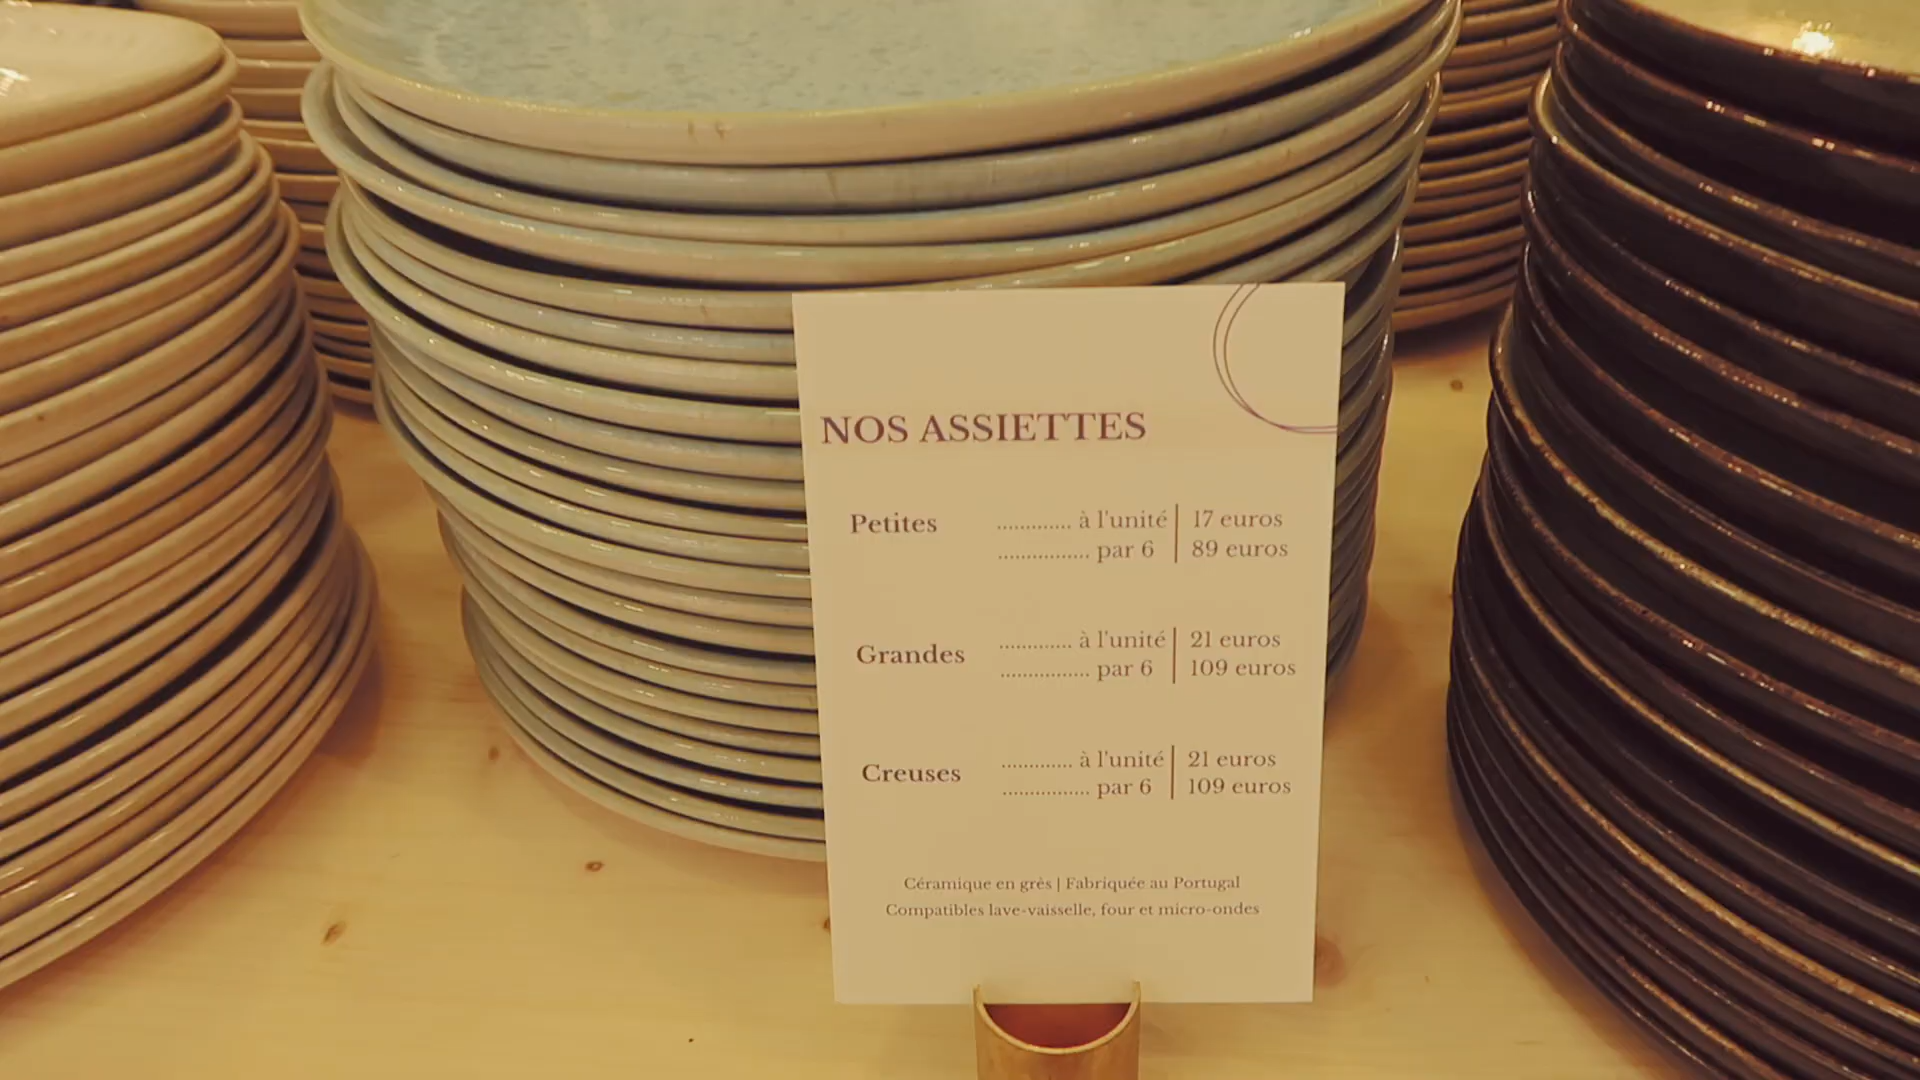 NOS ASSIETTES
Petites ............. à l'unité | 17 euros
................ par 6 | 89 euros
Grandes ............. à l'unité | 21 euros
................ par 6 | 109 euros
Creuses ............. à l'unité | 21 euros
................ par 6 | 109 euros
Céramique en grès | Fabriquée au Portugal
Compatibles lave-vaisselle, four et micro-ondes